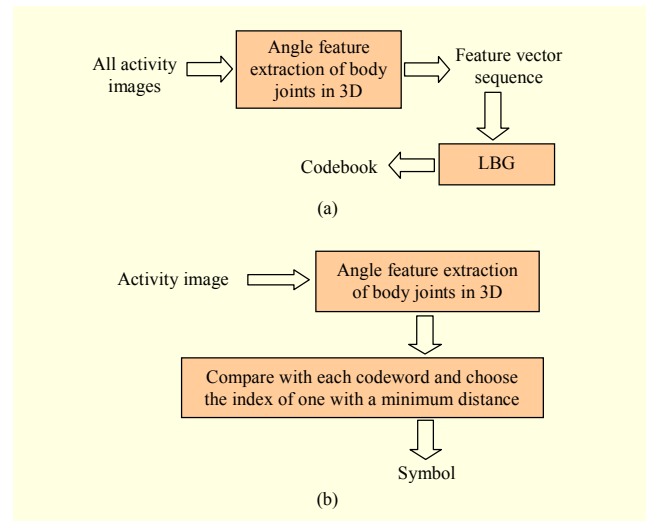 All activity
images
Angle feature
extraction of body
joints in 3D
Feature vector
sequence
LBG
Codebook
(a)
Activity image
Angle feature extraction
of body joints in 3D
Compare with each codeword and choose
the index of one with a minimum distance
Symbol
(b)